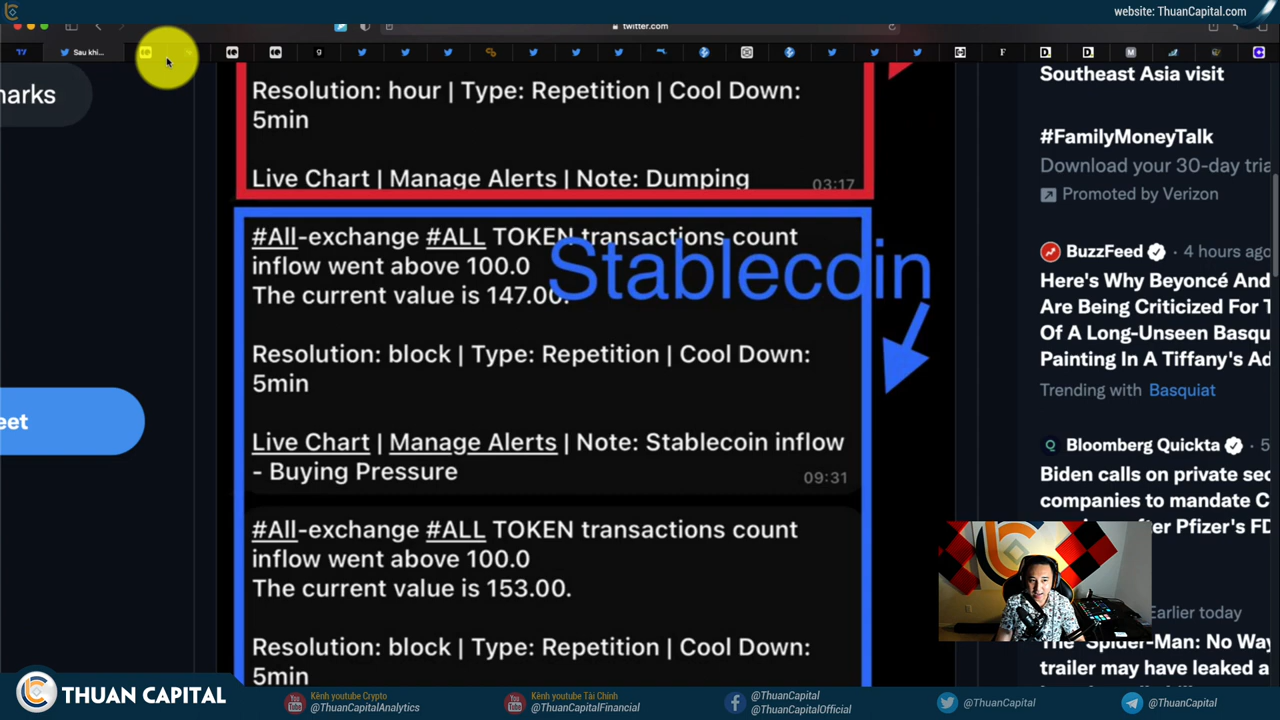 website: ThuanCapital.com
twitter.com
Sau khi...
narks
Resolution: hour | Type: Repetition | Cool Down:
5min
Live Chart | Manage Alerts | Note: Dumping
03:17
#All-exchange #ALL TOKEN transactions count
inflow went above 100.0
The current value is 147.00.
Stablecoin
Resolution: block | Type: Repetition | Cool Down:
5min
Live Chart | Manage Alerts | Note: Stablecoin inflow
- Buying Pressure
09:31
#All-exchange #ALL TOKEN transactions count
inflow went above 100.0
The current value is 153.00.
Resolution: block | Type: Repetition | Cool Down:
5min
eet
Southeast Asia visit
#FamilyMoneyTalk
Download your 30-day tria
Promoted by Verizon
BuzzFeed · 4 hours ago
Here's Why Beyoncé And
Are Being Criticized For T
Of A Long-Unseen Basqu
Painting In A Tiffany's Ad
Trending with Basquiat
Bloomberg Quickta · 5
Biden calls on private sec
companies to mandate C
after Pfizer's FD
Earlier today
The 'Spider-Man: No Way
trailer may have leaked a
THUAN CAPITAL
Kênh youtube Crypto
@ThuanCapitalAnalytics
Kênh youtube Tài Chính
@ThuanCapitalFinancial
@ThuanCapital
@ThuanCapitalOfficial
@ThuanCapital
@ThuanCapital